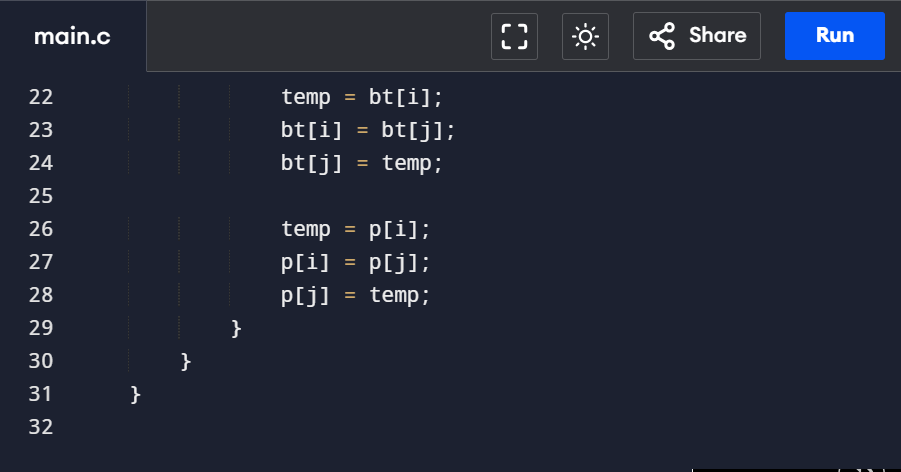 main.c Share Run
22 temp = bt[i];
23 bt[i] = bt[j];
24 bt[j] = temp;
25
26 temp = p[i];
27 p[i] = p[j];
28 p[j] = temp;
29 }
30 }
31 }
32